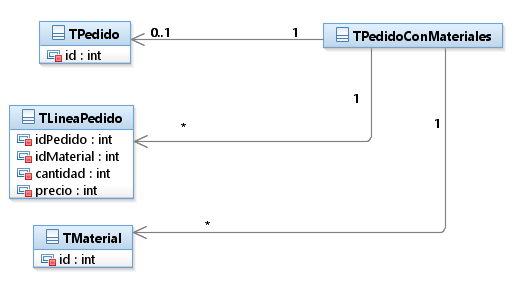 TPedido
id : int
0..1
1
TPedidoConMateriales
1
1
TLineaPedido
idPedido : int
idMaterial : int
cantidad : int
precio : int
*
TMaterial
id : int
*